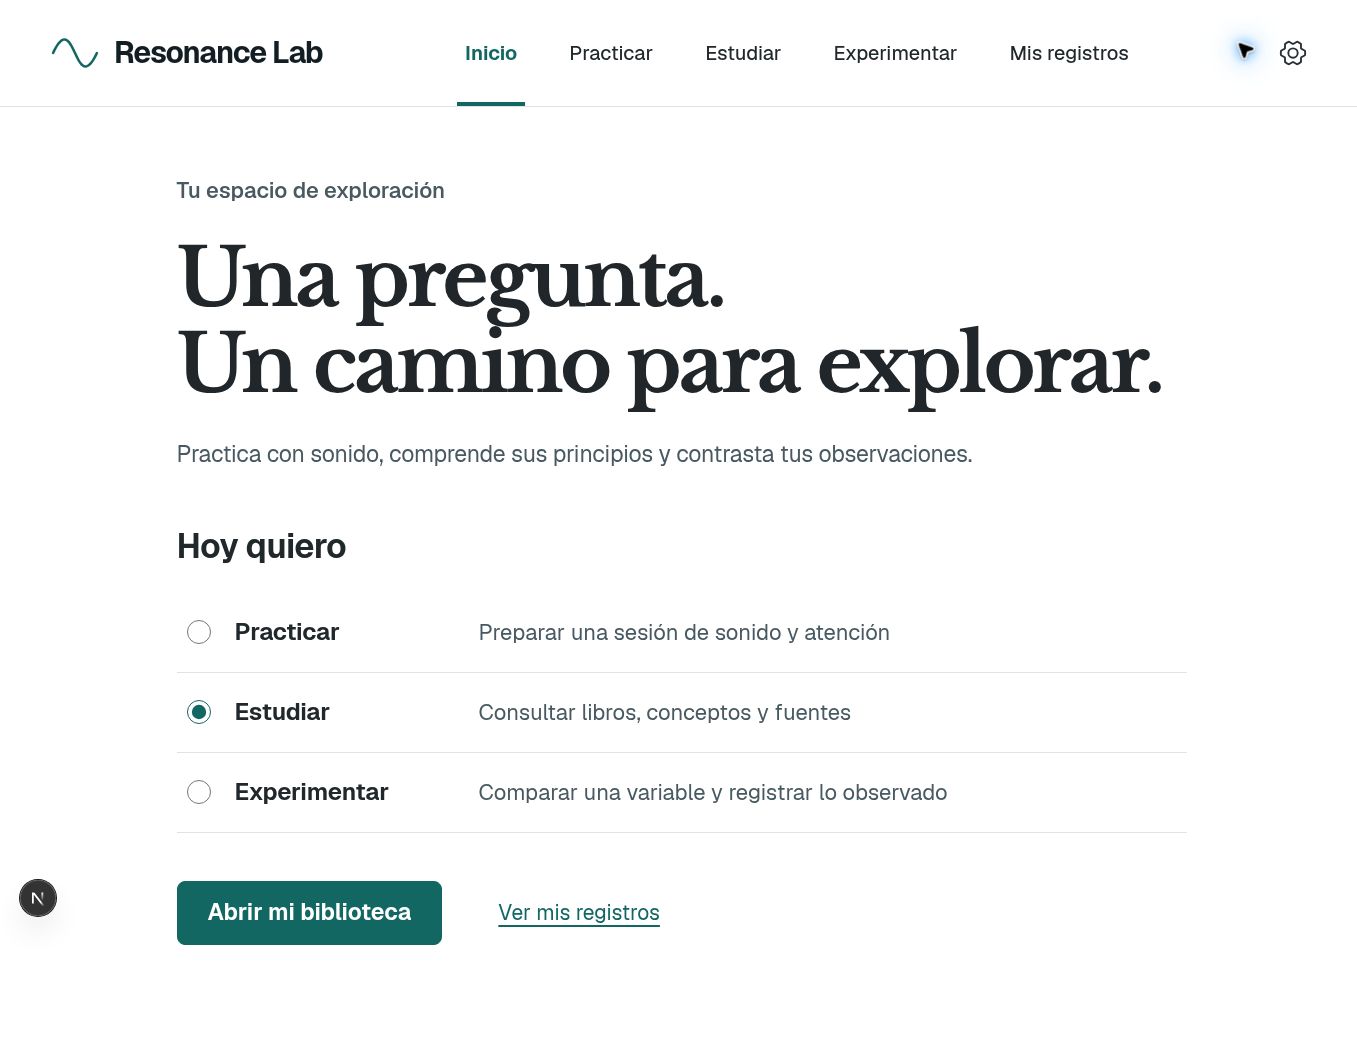 Resonance Lab
Inicio
Practicar
Estudiar
Experimentar
Mis registros
Tu espacio de exploración
Una pregunta.
Un camino para explorar.
Practica con sonido, comprende sus principios y contrasta tus observaciones.
Hoy quiero
Practicar
Preparar una sesión de sonido y atención
Estudiar
Consultar libros, conceptos y fuentes
Experimentar
Comparar una variable y registrar lo observado
N
Abrir mi biblioteca
Ver mis registros